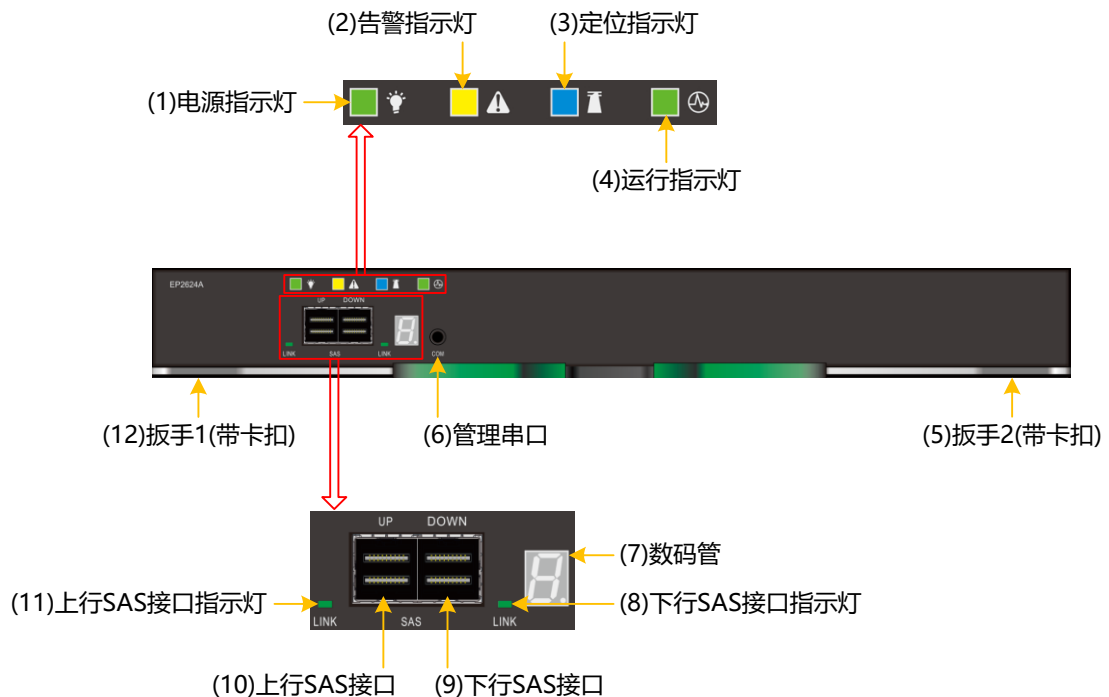 (2)告警指示灯
(3)定位指示灯
(1)电源指示灯
(4)运行指示灯
EP2624A
UP
DOWN
LINK
SAS
LINK
COM
(12)扳手1(带卡扣)
(6)管理串口
(5)扳手2(带卡扣)
UP
DOWN
(7)数码管
(11)上行SAS接口指示灯
(8)下行SAS接口指示灯
LINK
SAS
LINK
(10)上行SAS接口
(9)下行SAS接口